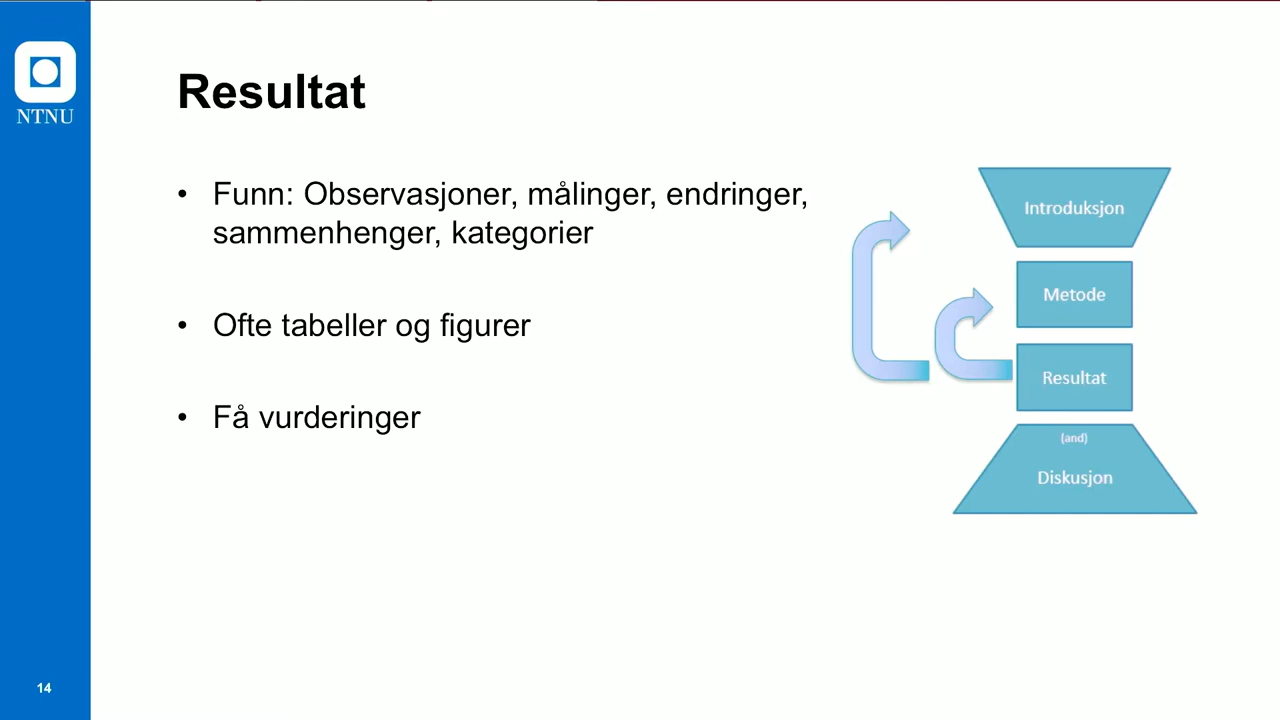 NTNU
Resultat
• Funn: Observasjoner, målinger, endringer,
sammenhenger, kategorier
• Ofte tabeller og figurer
• Få vurderinger
Introduksjon
Metode
Resultat
(and)
Diskusjon
14